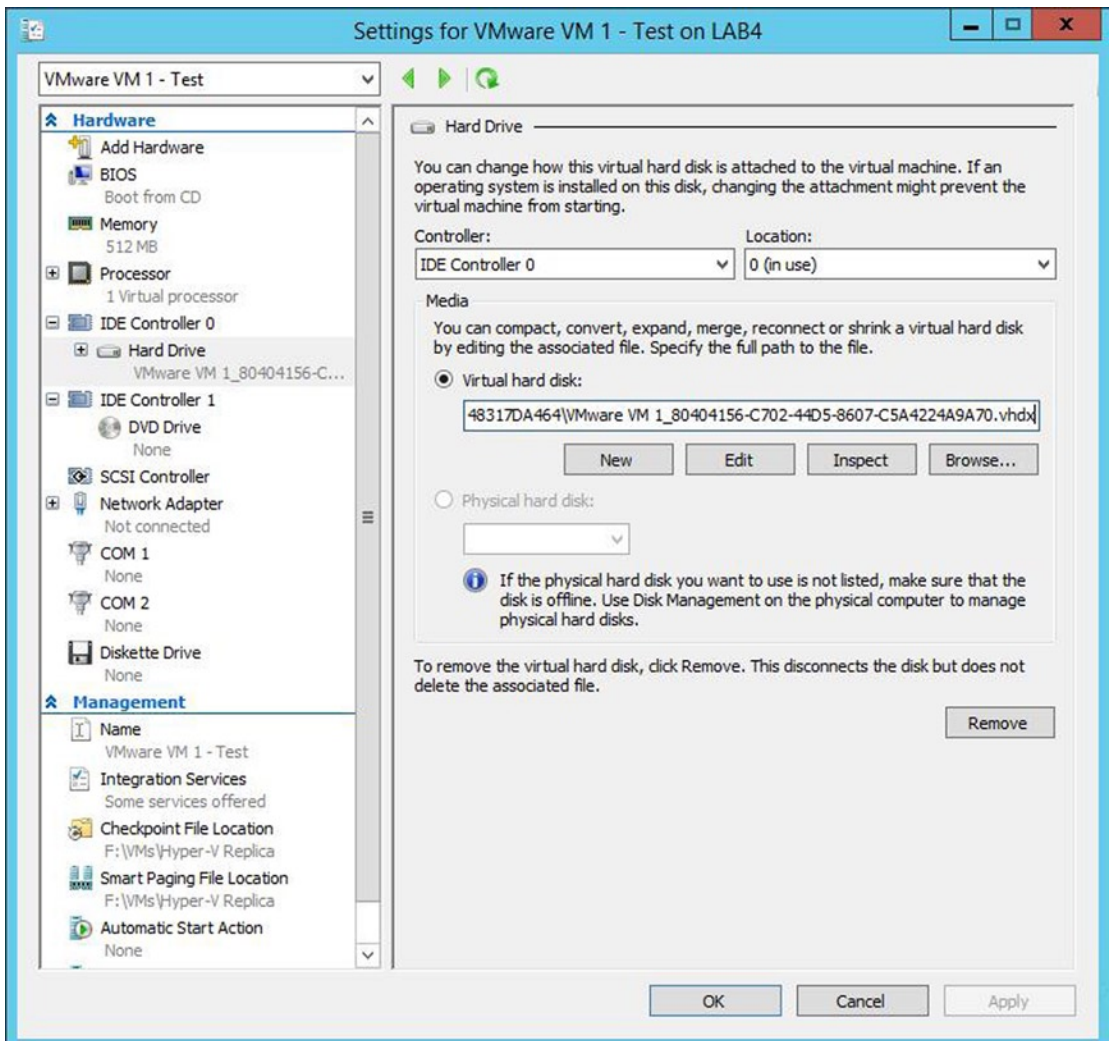 Settings for VMware VM 1 - Test on LAB4
VMware VM 1 - Test
Hardware
Add Hardware
BIOS
Boot from CD
Memory
512 MB
Processor
1 Virtual processor
IDE Controller 0
Hard Drive
VMware VM 1_80404156-C...
IDE Controller 1
DVD Drive
None
SCSI Controller
Network Adapter
Not connected
COM 1
None
COM 2
None
Diskette Drive
None
Management
Name
VMware VM 1 - Test
Integration Services
Some services offered
Checkpoint File Location
F:\VMs\Hyper-V Replica
Smart Paging File Location
F:\VMs\Hyper-V Replica
Automatic Start Action
None
Hard Drive
You can change how this virtual hard disk is attached to the virtual machine. If an
operating system is installed on this disk, changing the attachment might prevent the
virtual machine from starting.
Controller: Location:
IDE Controller 0 0 (in use)
Media
You can compact, convert, expand, merge, reconnect or shrink a virtual hard disk
by editing the associated file. Specify the full path to the file.
Virtual hard disk:
48317DA464\VMware VM 1_80404156-C702-44D5-8607-C5A4224A9A70.vhdx
New Edit Inspect Browse...
Physical hard disk:
If the physical hard disk you want to use is not listed, make sure that the
disk is offline. Use Disk Management on the physical computer to manage
physical hard disks.
To remove the virtual hard disk, click Remove. This disconnects the disk but does not
delete the associated file.
Remove
OK Cancel Apply